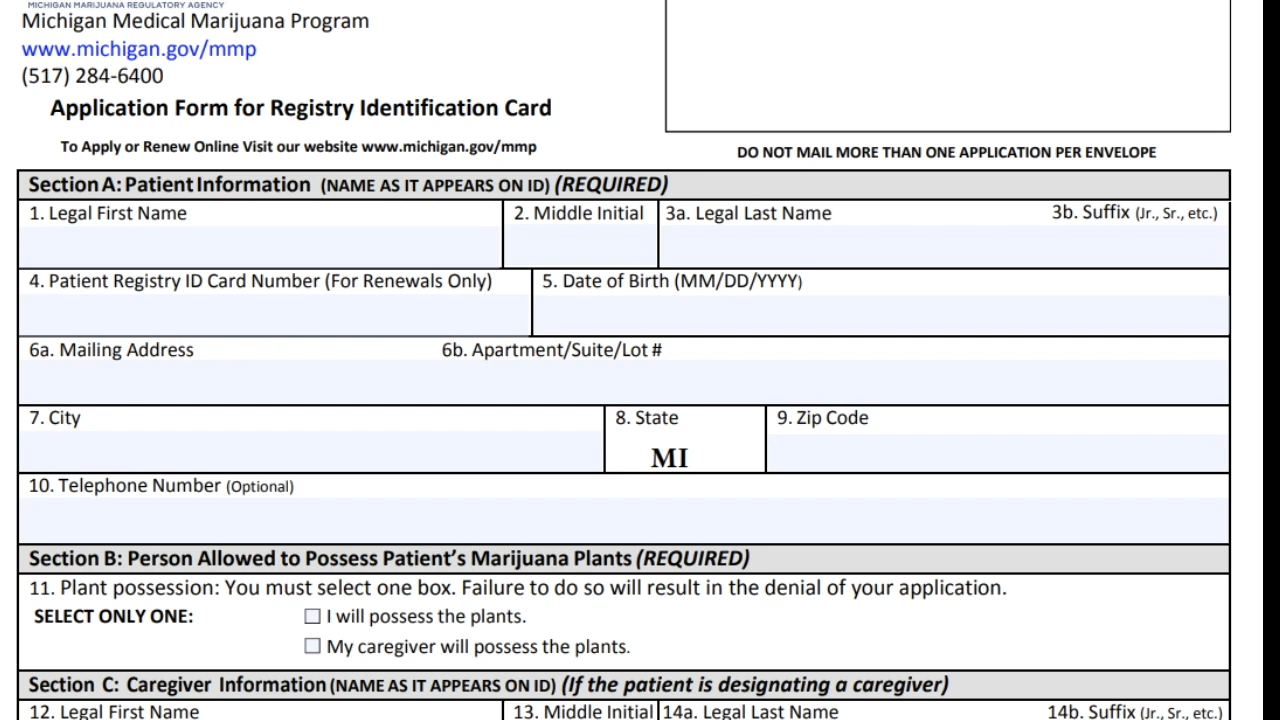 MICHIGAN MARIJUANA REGULATORY AGENCY
Michigan Medical Marijuana Program
www.michigan.gov/mmp
(517) 284-6400
Application Form for Registry Identification Card
To Apply or Renew Online Visit our website www.michigan.gov/mmp
DO NOT MAIL MORE THAN ONE APPLICATION PER ENVELOPE
Section A: Patient Information (NAME AS IT APPEARS ON ID) (REQUIRED)
1. Legal First Name 2. Middle Initial 3a. Legal Last Name 3b. Suffix (Jr., Sr., etc.)
4. Patient Registry ID Card Number (For Renewals Only) 5. Date of Birth (MM/DD/YYYY)
6a. Mailing Address 6b. Apartment/Suite/Lot #
7. City 8. State 9. Zip Code
MI
10. Telephone Number (Optional)
Section B: Person Allowed to Possess Patient’s Marijuana Plants (REQUIRED)
11. Plant possession: You must select one box. Failure to do so will result in the denial of your application.
SELECT ONLY ONE: I will possess the plants.
My caregiver will possess the plants.
Section C: Caregiver Information (NAME AS IT APPEARS ON ID) (If the patient is designating a caregiver)
12. Legal First Name 13. Middle Initial 14a. Legal Last Name 14b. Suffix (Jr., Sr., etc.)